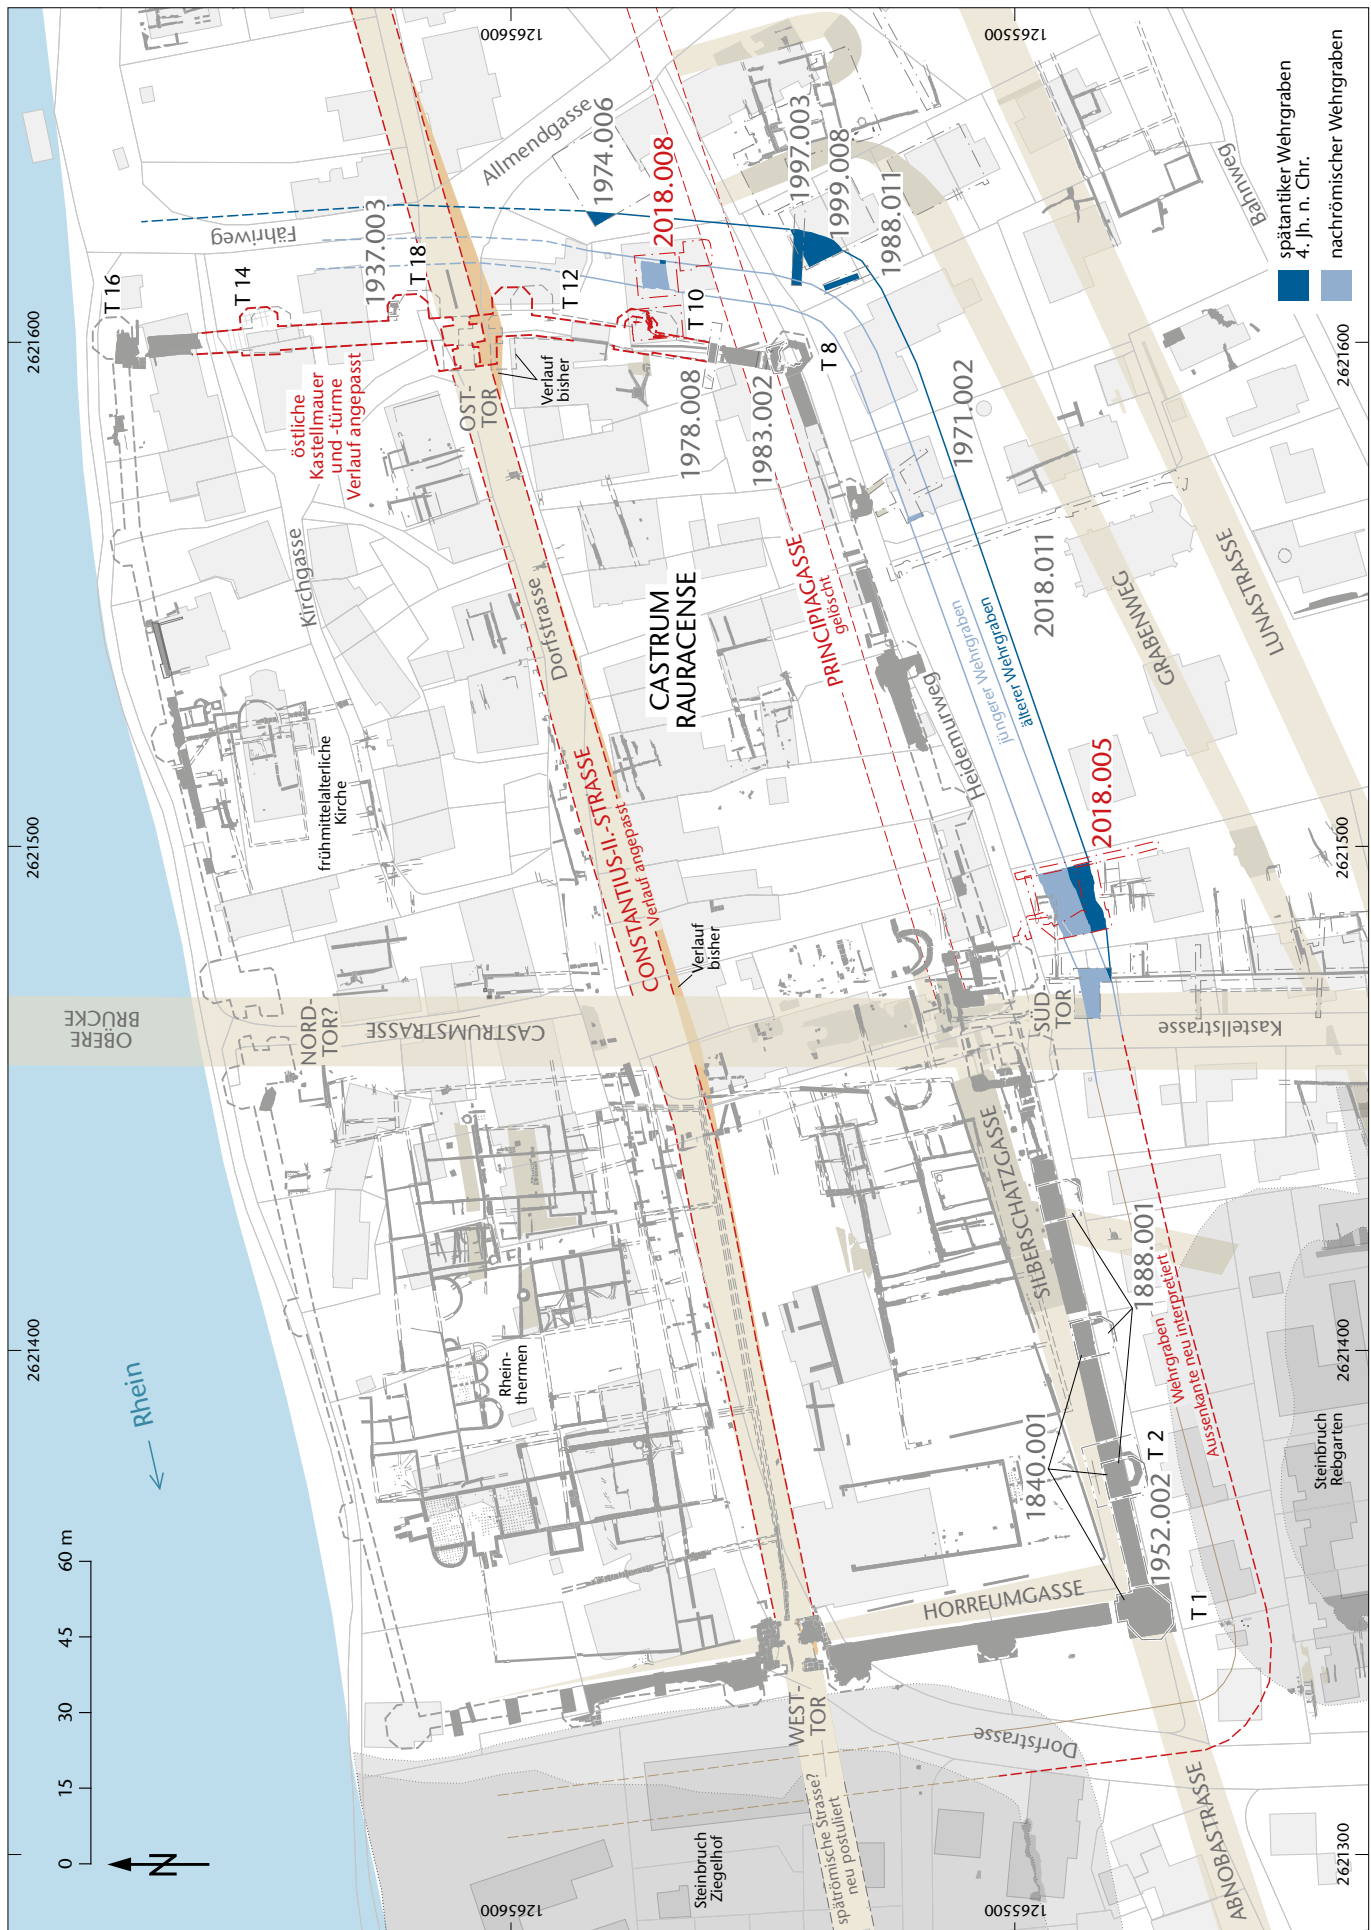 2621300
2621400
2621500
2621600
0
15
30
45
60 m
N
← Rhein
OBERE
BRÜCKE
NORD-
TOR?
CASTRUMSTRASSE
frühmittelalterliche
Kirche
Kirchgasse
östliche
Kastellmauer
und -türme
Verlauf angepasst
T 16
T 14
1937.003
T 18
Fähriweg
OST-
TOR
Verlauf
bisher
T 12
Allmendgasse
1974.006
2018.008
T 10
1978.008
1983.002
T 8
1997.003
1999.008
1988.011
1971.002
1265600
1265500
Rhein-
thermen
Dorfstrasse
CONSTANTIUS-II.-STRASSE
Verlauf angepasst
Verlauf
bisher
CASTRUM
RAURACENSE
PRINCIPIAGASSE
gelöscht
Heidemurweg
jüngerer Wehrgraben
älterer Wehrgraben
2018.011
GRABENWEG
LUNASTRASSE
Bahnweg
2018.005
SÜD
TOR
Kastellstrasse
SILBERSCHATZGASSE
1888.001
1840.001
1952.002
T 2
T 1
HORREUMGASSE
WEST
TOR
Dorfstrasse
spätrömische Strasse?
neu postuliert
Steinbruch
Ziegelhof
Wehrgraben
Aussenkante neu interpretiert
Steinbruch
Rebgarten
ABNOBASTRASSE
1265600
1265500
2621300
2621400
2621500
2621600
spätantiker Wehrgraben
4. Jh. n. Chr.
nachrömischer Wehrgraben